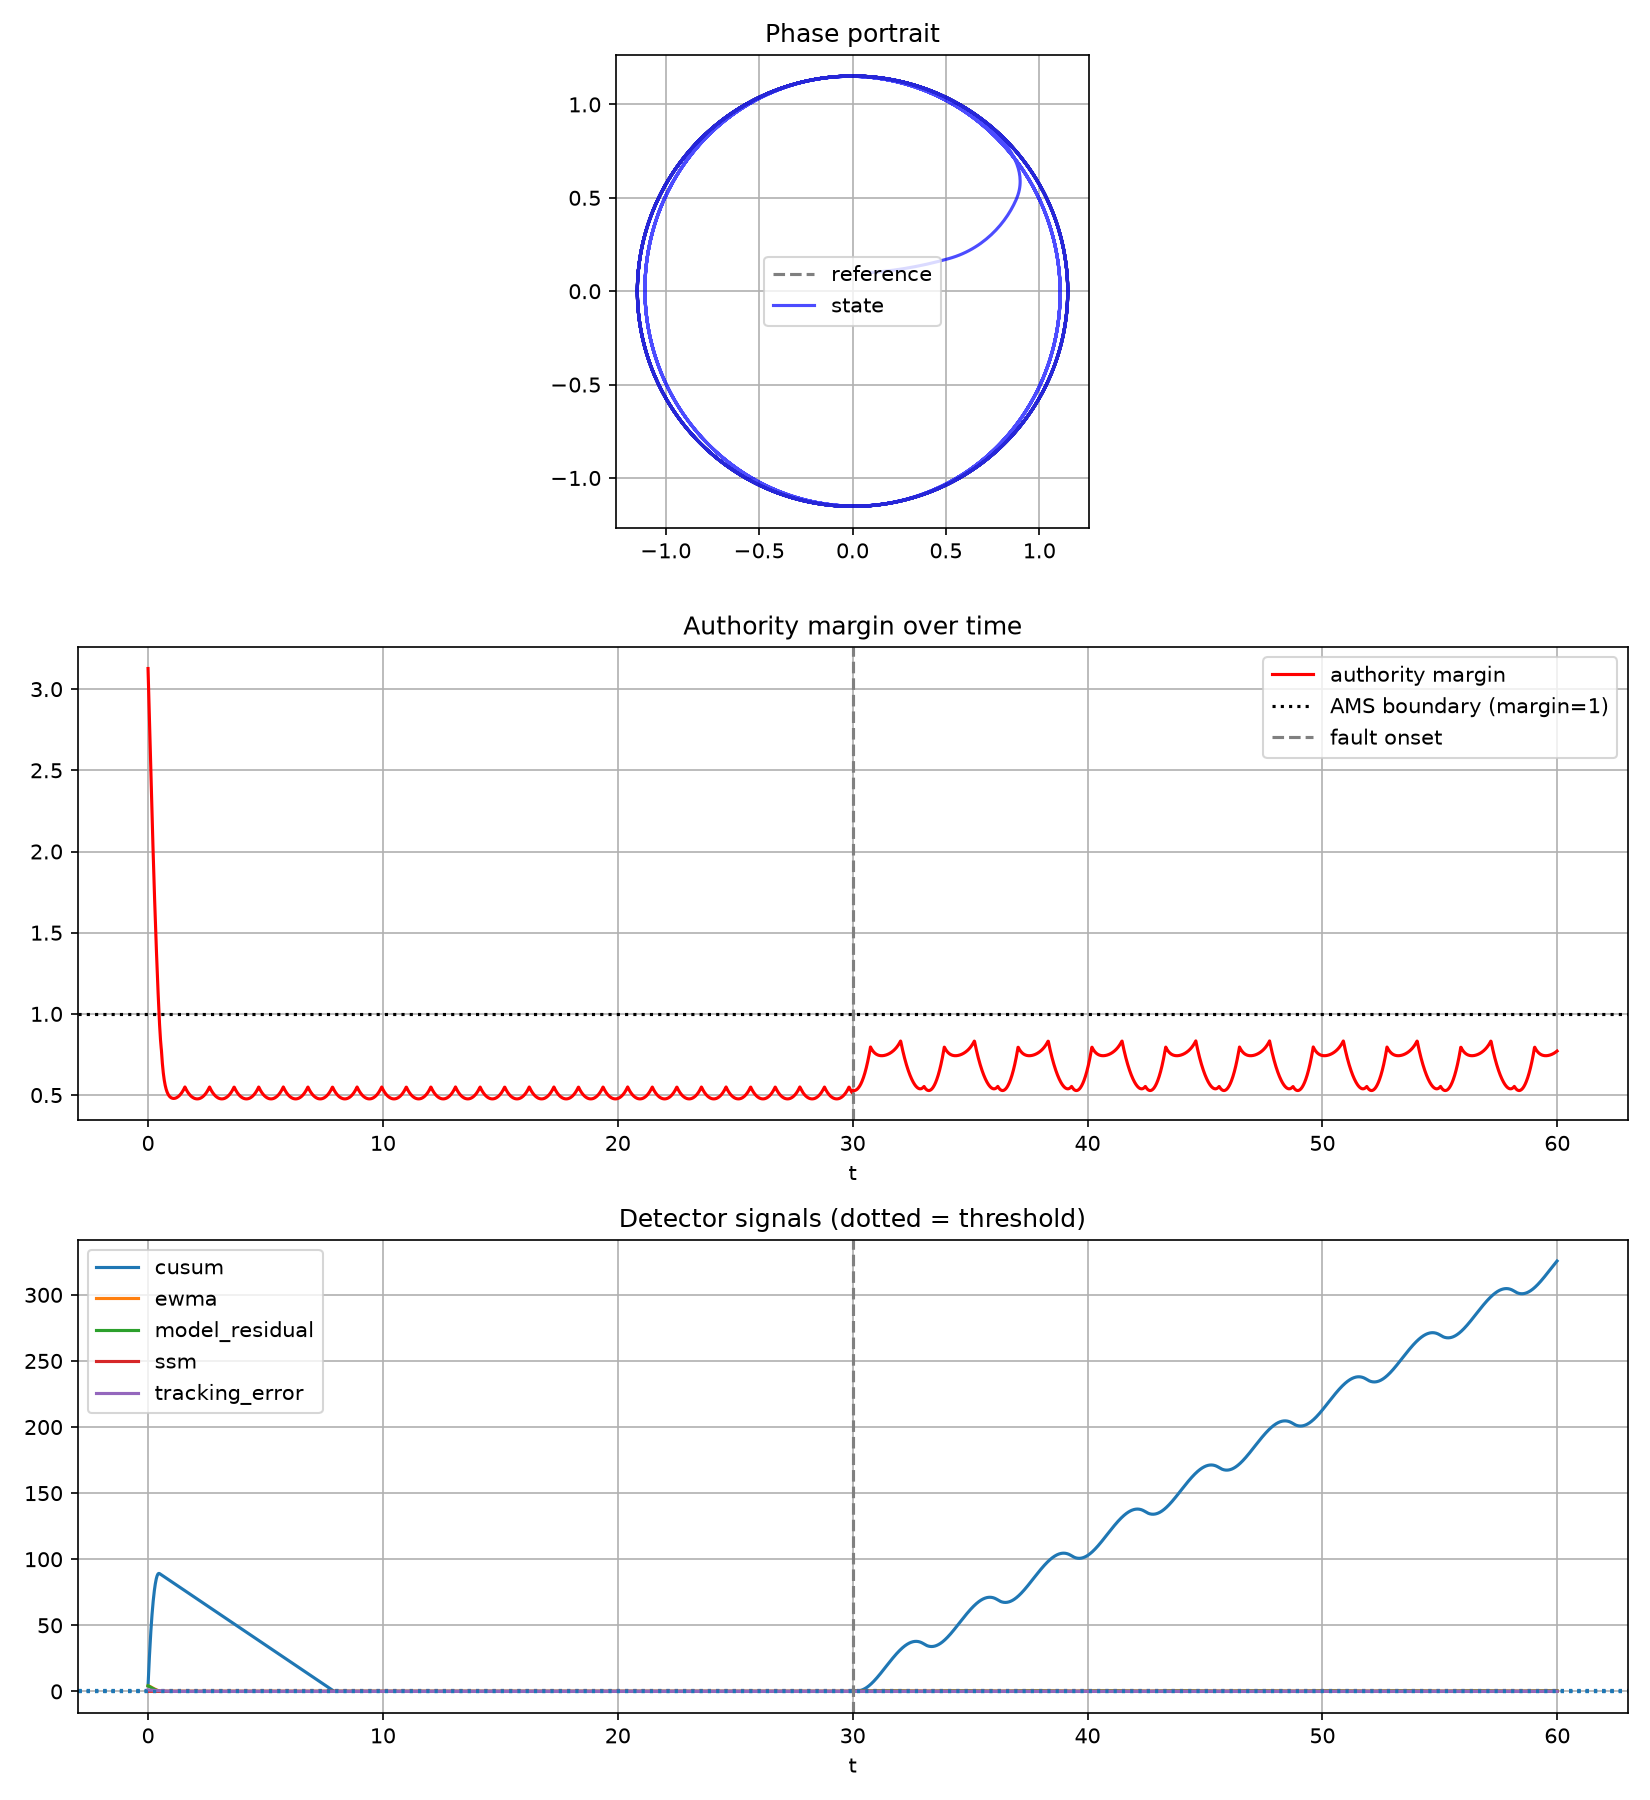 Phase portrait
1.0
0.5
0.0
−0.5
−1.0
reference
state
−1.0 −0.5 0.0 0.5 1.0
Authority margin over time
3.0
2.5
2.0
1.5
1.0
0.5
authority margin
AMS boundary (margin=1)
fault onset
0 10 20 30 40 50 60
t
Detector signals (dotted = threshold)
300
250
200
150
100
50
0
cusum
ewma
model_residual
ssm
tracking_error
0 10 20 30 40 50 60
t